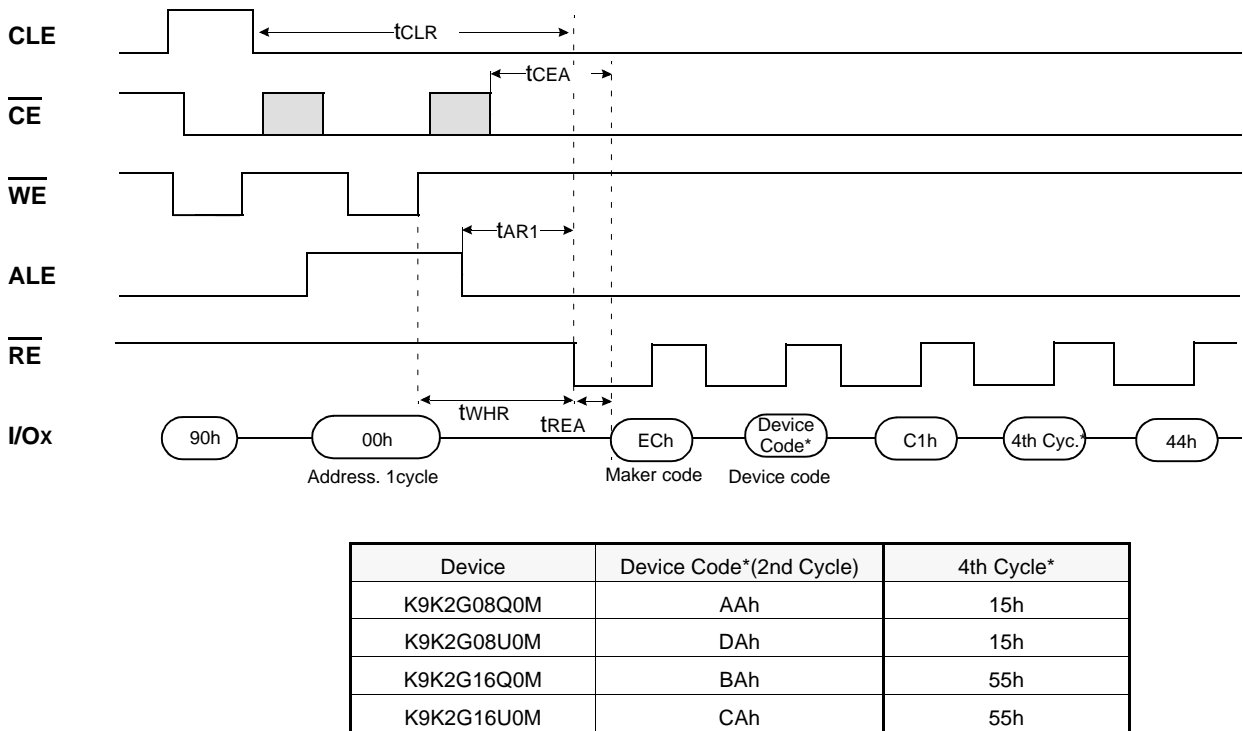 CLE
tCLR
tCEA
CE
WE
tAR1
ALE
RE
tWHR
tREA
I/Ox
90h
00h
ECh
Device
Code*
C1h
4th Cyc.*
44h
Address. 1cycle
Maker code
Device code
Device Device Code*(2nd Cycle) 4th Cycle*
K9K2G08Q0M AAh 15h
K9K2G08U0M DAh 15h
K9K2G16Q0M BAh 55h
K9K2G16U0M CAh 55h